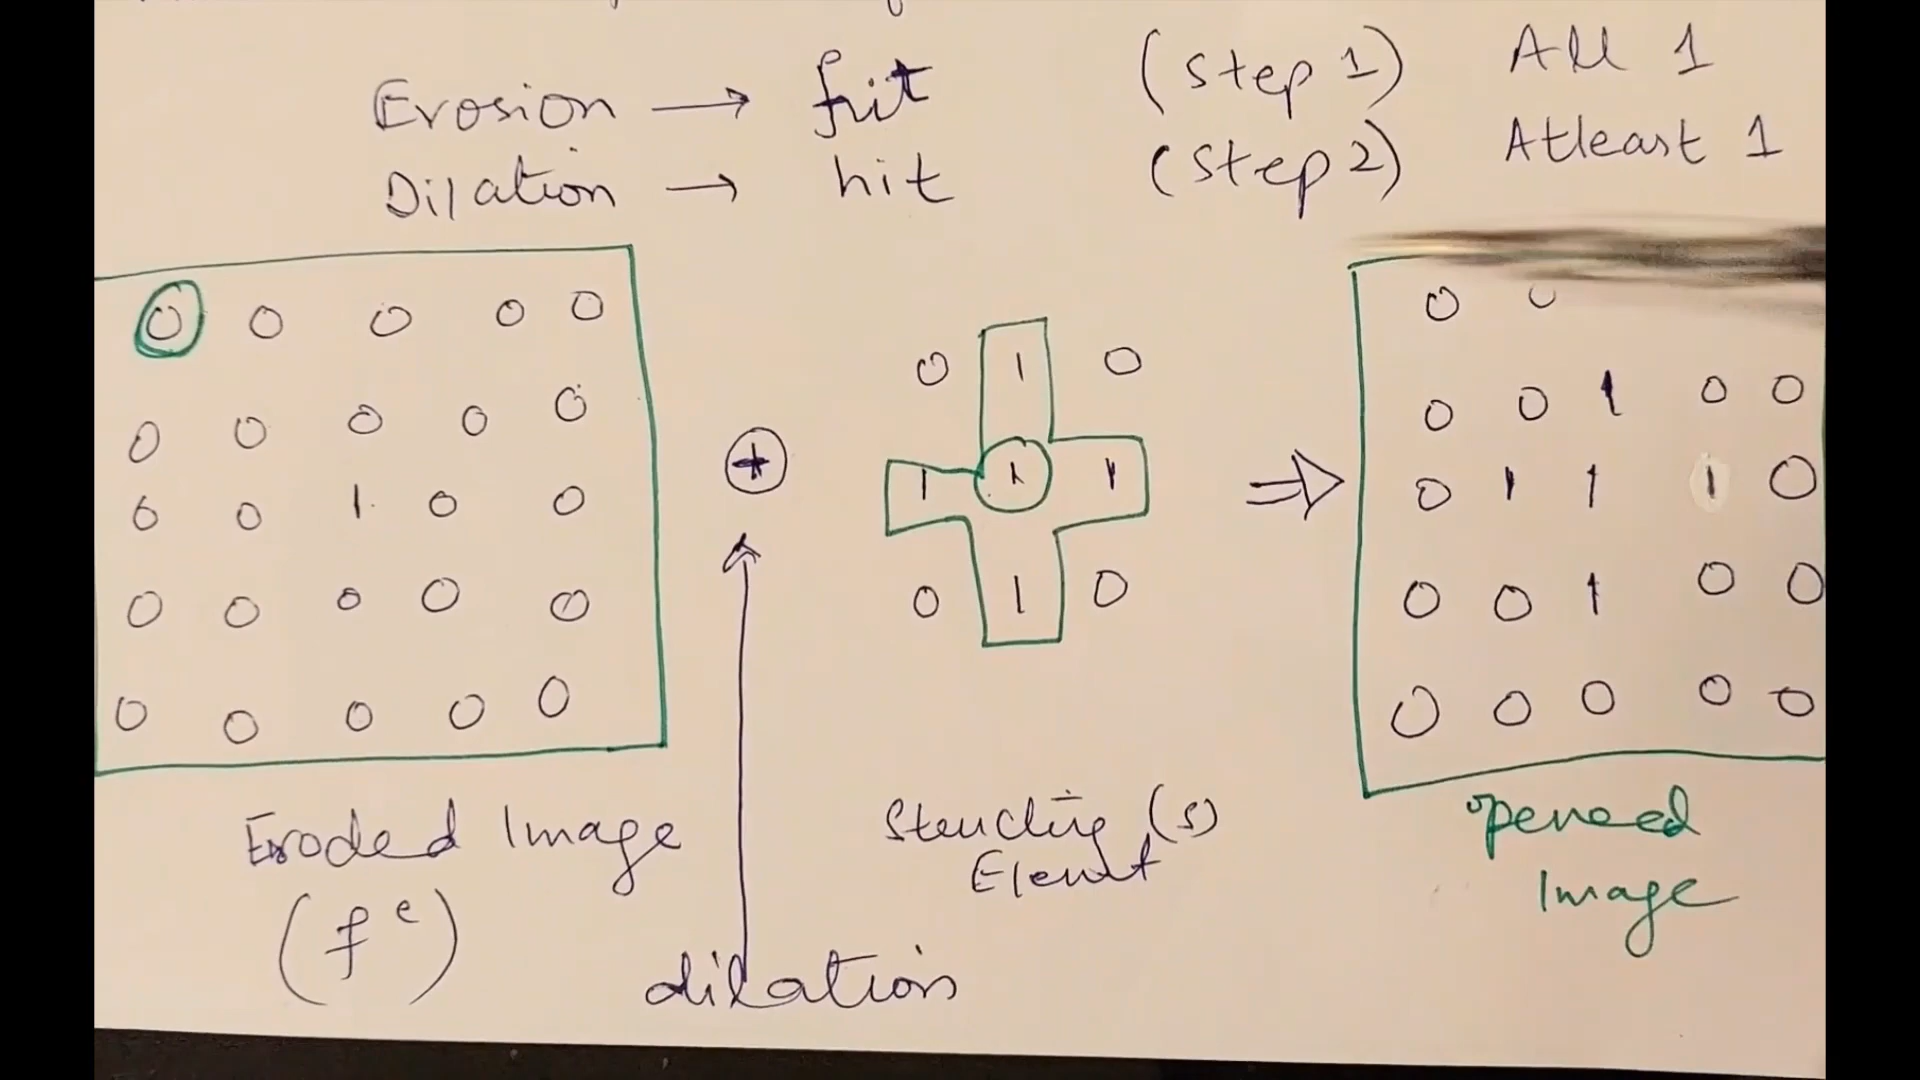 Erosion → fit (step 1) All 1
Dilation → hit (step 2) Atleast 1
0 0 0 0 0
0 0 0 0 0
0 0 1 0 0
0 0 0 0 0
0 0 0 0 0
+
0 1 0
1 1 1
0 1 0
⇒
0 0
0 0 1 0 0
0 1 1 1 0
0 0 1 0 0
0 0 0 0 0
Eroded Image
(f^e)
dilation
(s)
Image